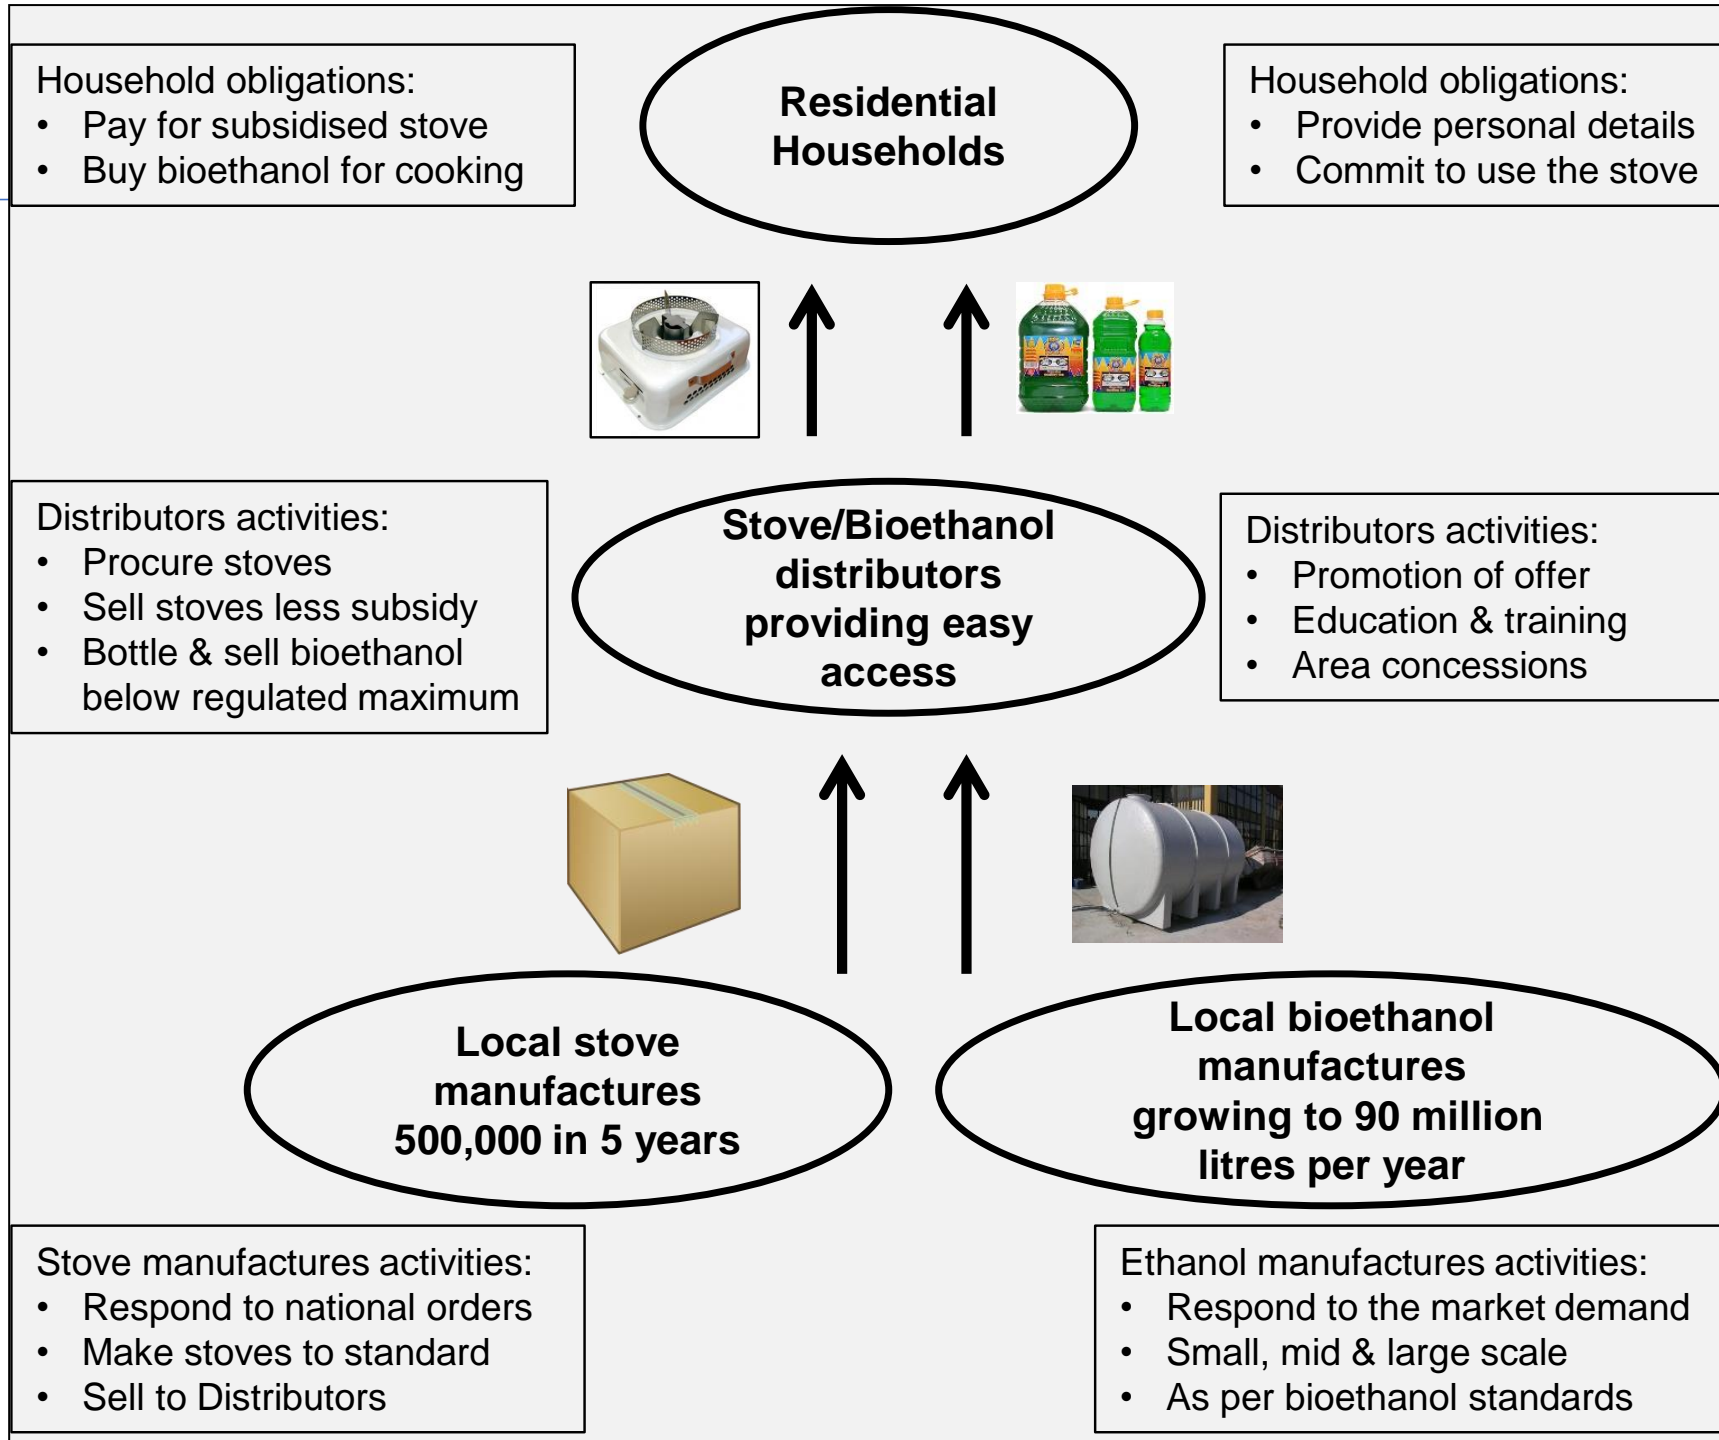 Household obligations:
• Pay for subsidised stove
• Buy bioethanol for cooking
Residential
Households
Household obligations:
• Provide personal details
• Commit to use the stove
Distributors activities:
• Procure stoves
• Sell stoves less subsidy
• Bottle & sell bioethanol
below regulated maximum
Stove/Bioethanol
distributors
providing easy
access
Distributors activities:
• Promotion of offer
• Education & training
• Area concessions
Local stove
manufactures
500,000 in 5 years
Local bioethanol
manufactures
growing to 90 million
litres per year
Stove manufactures activities:
• Respond to national orders
• Make stoves to standard
• Sell to Distributors
Ethanol manufactures activities:
• Respond to the market demand
• Small, mid & large scale
• As per bioethanol standards